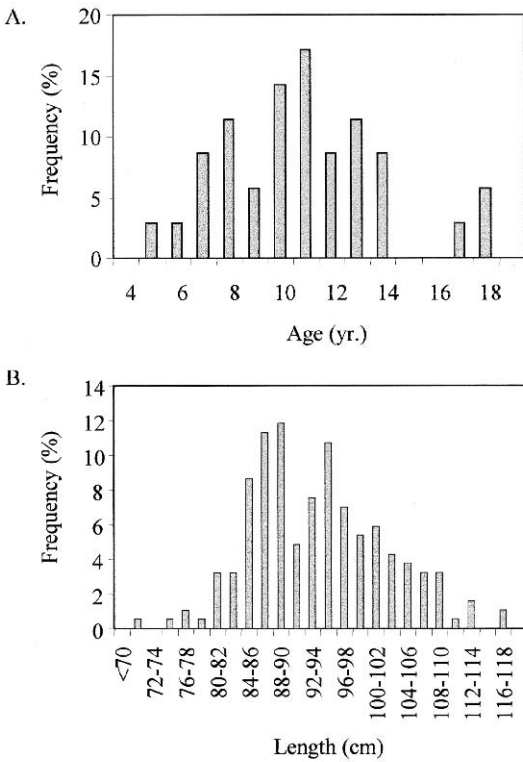 A.
20
15
10
5
0
Frequency (%)
4 6 8 10 12 14 16 18
Age (yr.)
B.
14
12
10
8
6
4
2
0
Frequency (%)
<70 72-74 76-78 80-82 84-86 88-90 92-94 96-98 100-102 104-106 108-110 112-114 116-118
Length (cm)